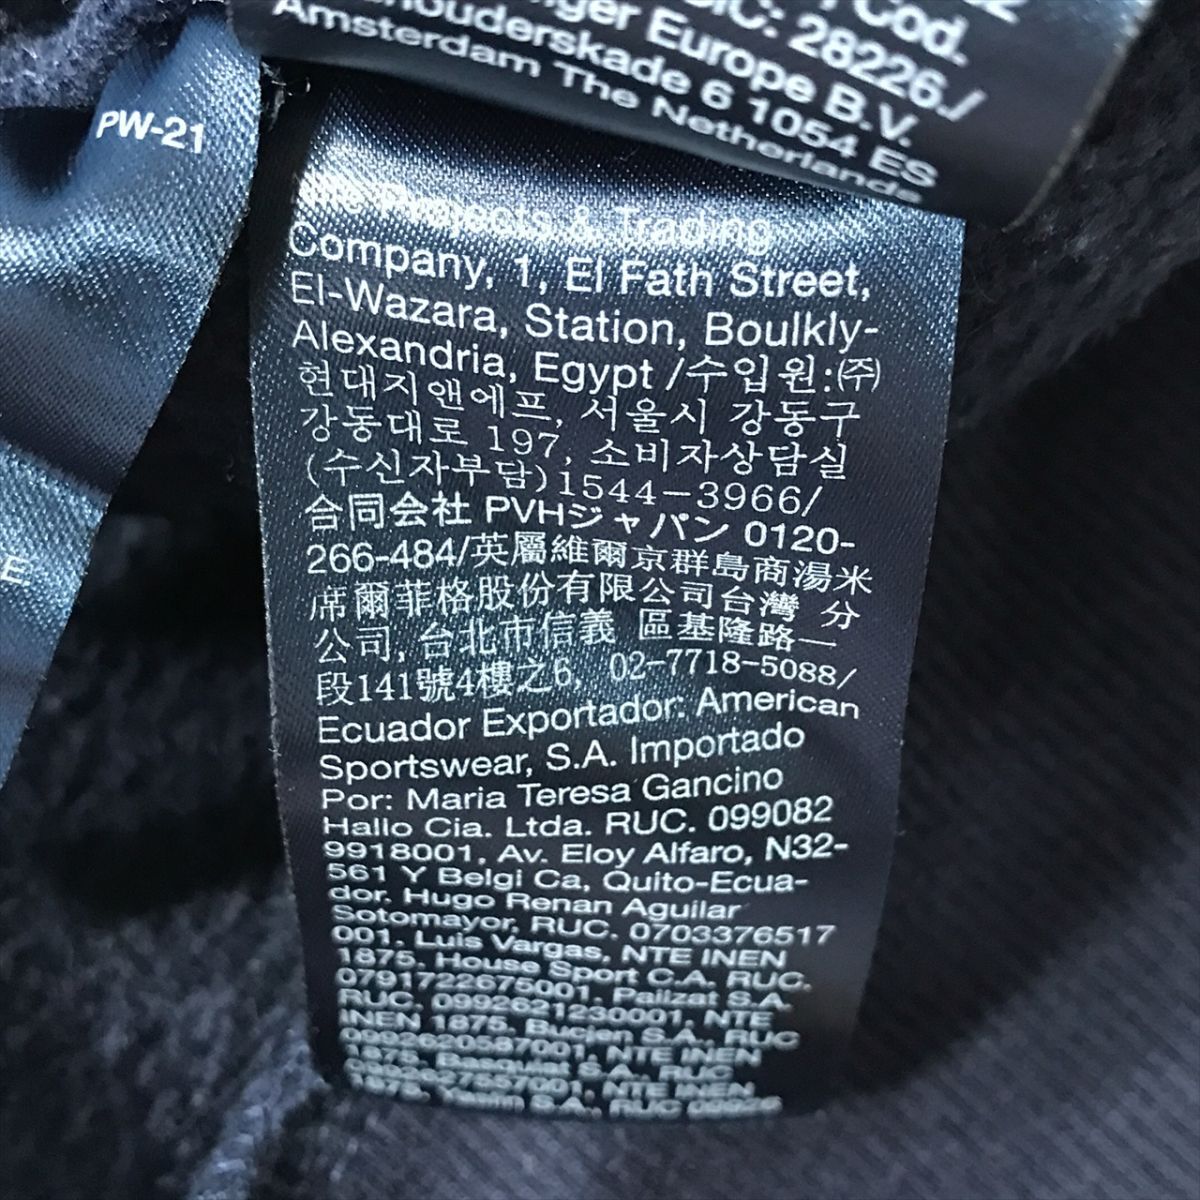 Cod.
SIC: 28226./
Europe B.V.
6 1054 ES
Amsterdam The Netherlands
PW-21
E
Projects & Trading
Company, 1, El Fath Street,
El-Wazara, Station, Boulkly-
Alexandria, Egypt /수입원:㈜
현대지앤에프, 서울시 강동구
강동대로 197, 소비자상담실
(수신자부담)1544-3966/
合同会社 PVHジャパン 0120-
266-484/英屬維爾京群島商湯米
席爾菲格股份有限公司台灣 分
公司, 台北市信義 區基隆路一
段141號4樓之6, 02-7718-5088/
Ecuador Exportador: American
Sportswear, S.A. Importado
Por: Maria Teresa Gancino
Hallo Cia. Ltda. RUC. 099082
9918001, Av. Eloy Alfaro, N32-
561 Y Belgi Ca, Quito-Ecua-
dor. Hugo Renan Aguilar
Sotomayor, RUC. 0703376517
001. Luis Vargas, NTE INEN
1875. House Sport C.A. RUC.
0791722675001. Palizat S.A.
RUC. 0992621230001, NTE
INEN 1875. Bucien S.A., RUC
0992620587001, NTE INEN
1875. S.A., RUC
NTE INEN
1875. S.A., RUC 09926